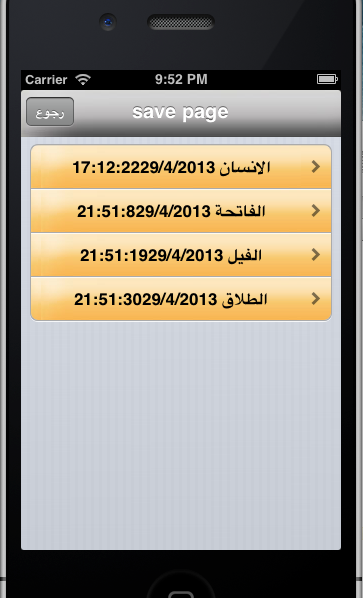 Carrier 9:52 PM
رجوع save page
الانسان 17:12:2229/4/2013
الفاتحة 21:51:829/4/2013
الفيل 21:51:1929/4/2013
الطلاق 21:51:3029/4/2013